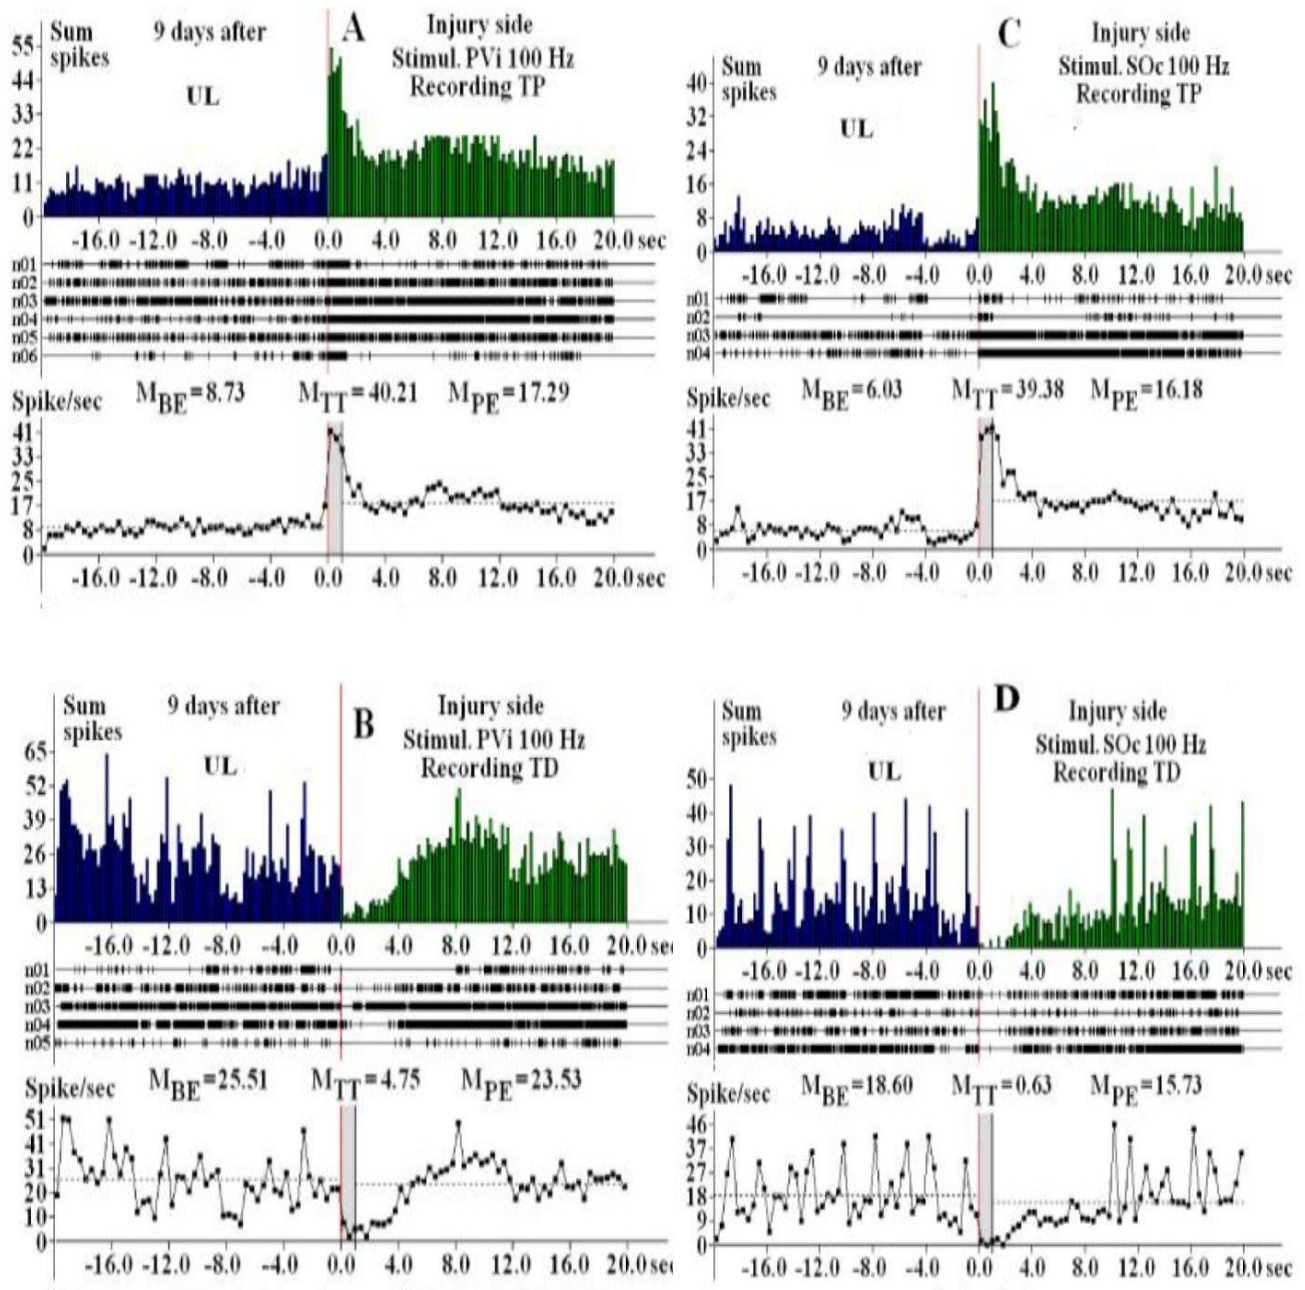 Sum
spikes
9 days after
UL
A
Injury side
Stimul. PVi 100 Hz
Recording TP
55
44
33
22
11
0
-16.0 -12.0 -8.0 -4.0 0.0 4.0 8.0 12.0 16.0 20.0 sec
n01
n02
n03
n04
n05
n06
Spike/sec
MBE=8.73 MTT=40.21 MPE=17.29
41
33
25
17
8
0
-16.0 -12.0 -8.0 -4.0 0.0 4.0 8.0 12.0 16.0 20.0 sec
Sum
spikes
9 days after
UL
C
Injury side
Stimul. SOc 100 Hz
Recording TP
40
32
24
16
8
0
-16.0 -12.0 -8.0 -4.0 0.0 4.0 8.0 12.0 16.0 20.0 sec
n01
n02
n03
n04
Spike/sec
MBE=6.03 MTT=39.38 MPE=16.18
41
33
25
17
8
0
-16.0 -12.0 -8.0 -4.0 0.0 4.0 8.0 12.0 16.0 20.0 sec
Sum
spikes
9 days after
UL
B
Injury side
Stimul. PVi 100 Hz
Recording TD
65
52
39
26
13
0
-16.0 -12.0 -8.0 -4.0 0.0 4.0 8.0 12.0 16.0 20.0 sec
n01
n02
n03
n04
n05
Spike/sec
MBE=25.51 MTT=4.75 MPE=23.53
51
41
31
20
10
0
-16.0 -12.0 -8.0 -4.0 0.0 4.0 8.0 12.0 16.0 20.0 sec
Sum
spikes
9 days after
UL
D
Injury side
Stimul. SOc 100 Hz
Recording TD
50
40
30
20
10
0
-16.0 -12.0 -8.0 -4.0 0.0 4.0 8.0 12.0 16.0 20.0 sec
n01
n02
n03
n04
Spike/sec
MBE=18.60 MTT=0.63 MPE=15.73
46
37
27
18
9
0
-16.0 -12.0 -8.0 -4.0 0.0 4.0 8.0 12.0 16.0 20.0 sec